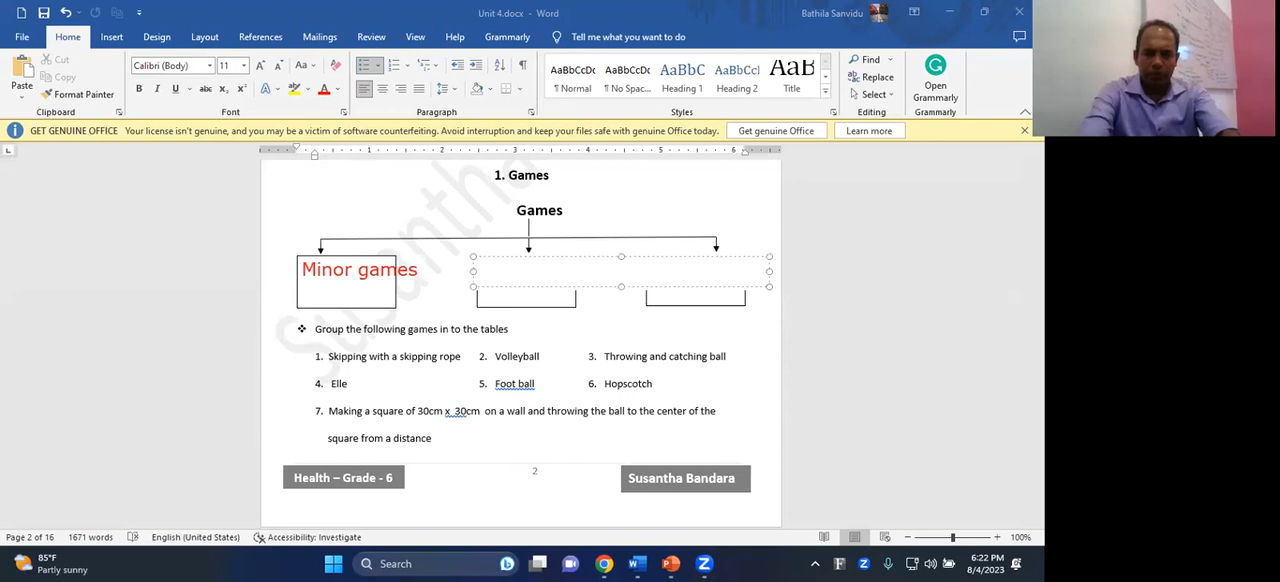 Unit 4.docx - Word
Bathila Sanvidu
File Home Insert Design Layout References Mailings Review View Help Grammarly Tell me what you want to do
Paste
Cut
Copy
Format Painter
Clipboard
Calibri (Body) 11
Font
Paragraph
AaBbCcDc AaBbCcDc AaBbC AaBbCcI AaB
¶ Normal ¶ No Spac... Heading 1 Heading 2 Title
Styles
Find
Replace
Select
Editing
Open
Grammarly
Grammarly
GET GENUINE OFFICE Your license isn't genuine, and you may be a victim of software counterfeiting. Avoid interruption and keep your files safe with genuine Office today. Get genuine Office Learn more
1 2 3 4 5 6
1. Games
Games
Minor games
❖ Group the following games in to the tables
1. Skipping with a skipping rope 2. Volleyball 3. Throwing and catching ball
4. Elle 5. Foot ball 6. Hopscotch
7. Making a square of 30cm x 30cm on a wall and throwing the ball to the center of the
square from a distance
Health – Grade - 6 2 Susantha Bandara
Susantha
Page 2 of 16 1671 words English (United States) Accessibility: Investigate 100%
85°F
Partly sunny
Search
6:22 PM
8/4/2023